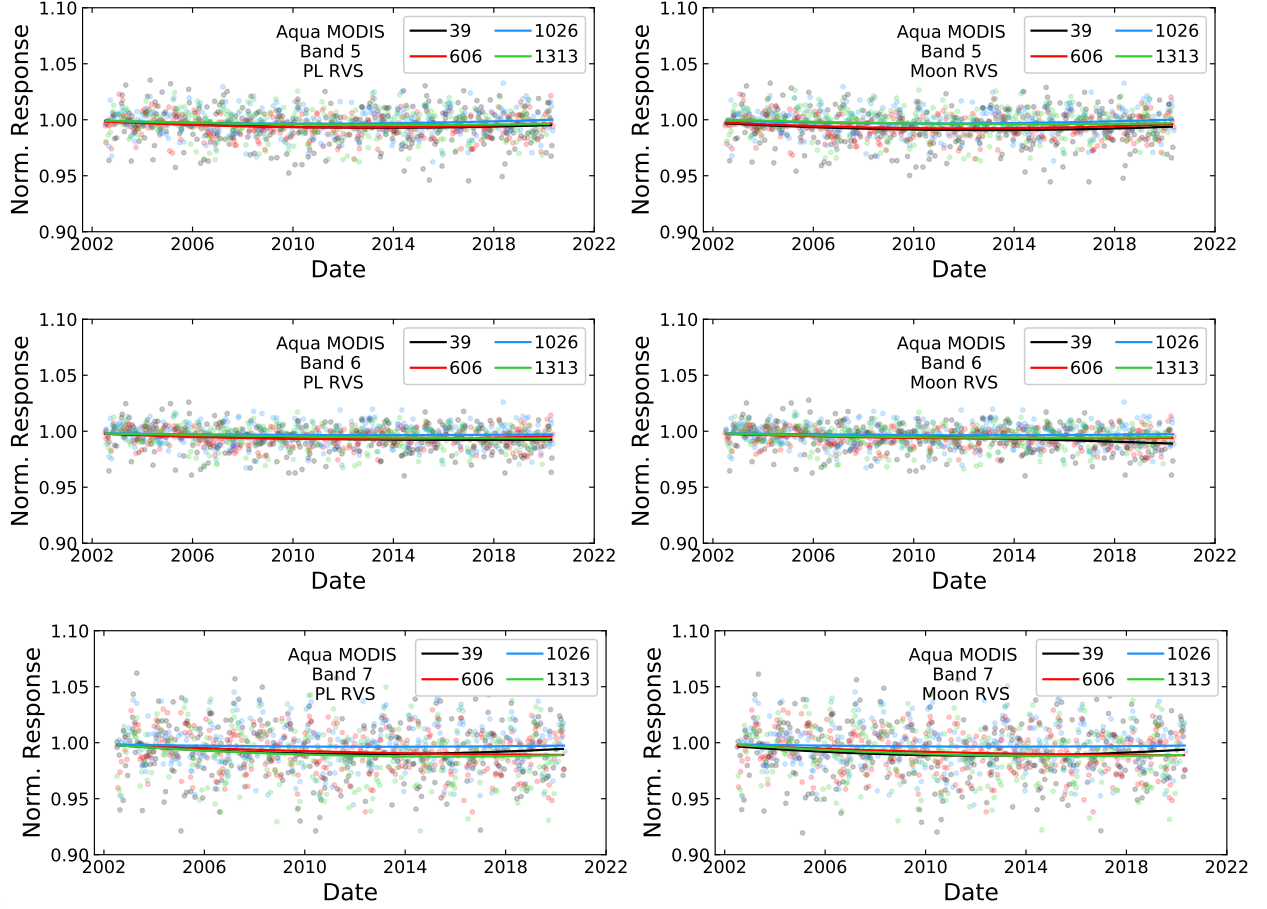 1.10
1.05
1.00
0.95
0.90
Norm. Response
Aqua MODIS
Band 5
PL RVS
39
606
1026
1313
2002 2006 2010 2014 2018 2022
Date
1.10
1.05
1.00
0.95
0.90
Norm. Response
Aqua MODIS
Band 5
Moon RVS
39
606
1026
1313
2002 2006 2010 2014 2018 2022
Date
1.10
1.05
1.00
0.95
0.90
Norm. Response
Aqua MODIS
Band 6
PL RVS
39
606
1026
1313
2002 2006 2010 2014 2018 2022
Date
1.10
1.05
1.00
0.95
0.90
Norm. Response
Aqua MODIS
Band 6
Moon RVS
39
606
1026
1313
2002 2006 2010 2014 2018 2022
Date
1.10
1.05
1.00
0.95
0.90
Norm. Response
Aqua MODIS
Band 7
PL RVS
39
606
1026
1313
2002 2006 2010 2014 2018 2022
Date
1.10
1.05
1.00
0.95
0.90
Norm. Response
Aqua MODIS
Band 7
Moon RVS
39
606
1026
1313
2002 2006 2010 2014 2018 2022
Date